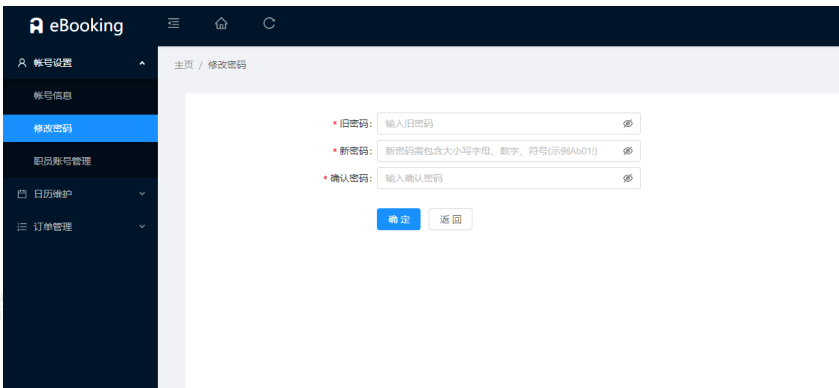 eBooking
帐号设置
帐号信息
修改密码
职员账号管理
日历维护
订单管理
主页 / 修改密码
* 旧密码: 输入旧密码
* 新密码: 新密码需包含大小写字母、数字、符号(示例Ab01!)
* 确认密码: 输入确认密码
确 定 返 回